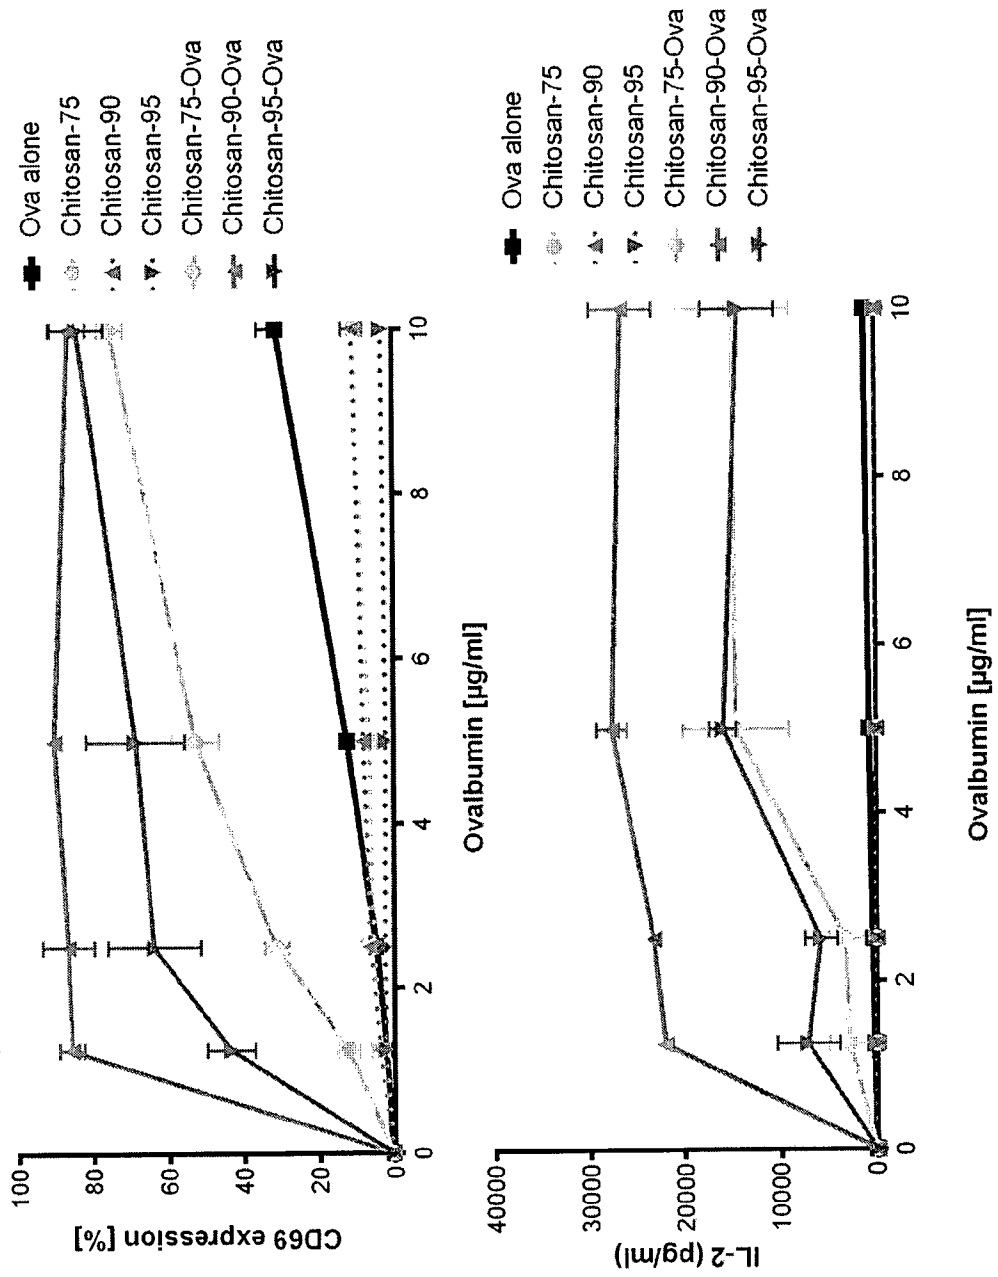 CD69 expression [%]
100
80
60
40
20
0
0
2
4
6
8
10
Ovalbumin [µg/ml]
Ova alone
Chitosan-75
Chitosan-90
Chitosan-95
Chitosan-75-Ova
Chitosan-90-Ova
Chitosan-95-Ova
IL-2 (pg/ml)
40000
30000
20000
10000
0
0
2
4
6
8
10
Ovalbumin [µg/ml]
Ova alone
Chitosan-75
Chitosan-90
Chitosan-95
Chitosan-75-Ova
Chitosan-90-Ova
Chitosan-95-Ova